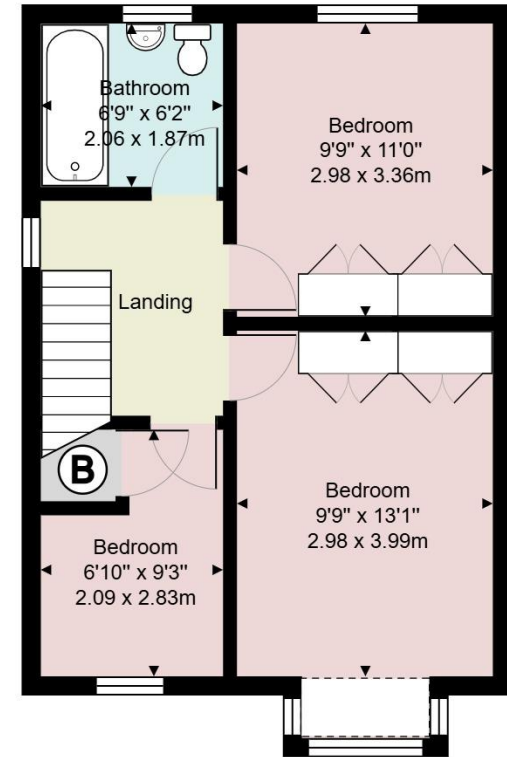 Bathroom
6'9" x 6'2"
2.06 x 1.87m
Bedroom
9'9" x 11'0"
2.98 x 3.36m
Landing
B
Bedroom
9'9" x 13'1"
2.98 x 3.99m
Bedroom
6'10" x 9'3"
2.09 x 2.83m